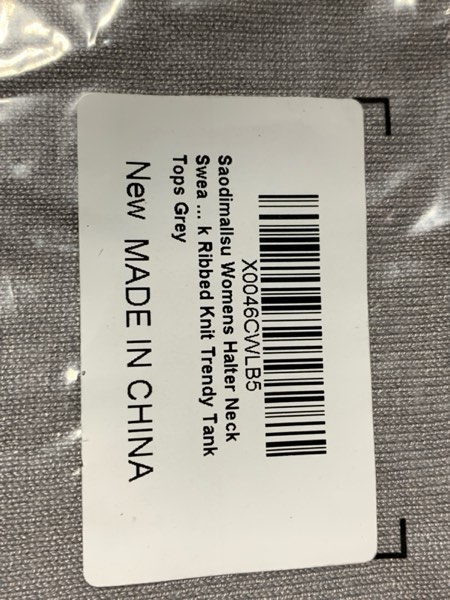 X0046CWLB5
Saodimallsu Womens Halter Neck
Swea ... k Ribbed Knit Trendy Tank
Tops Grey
New MADE IN CHINA